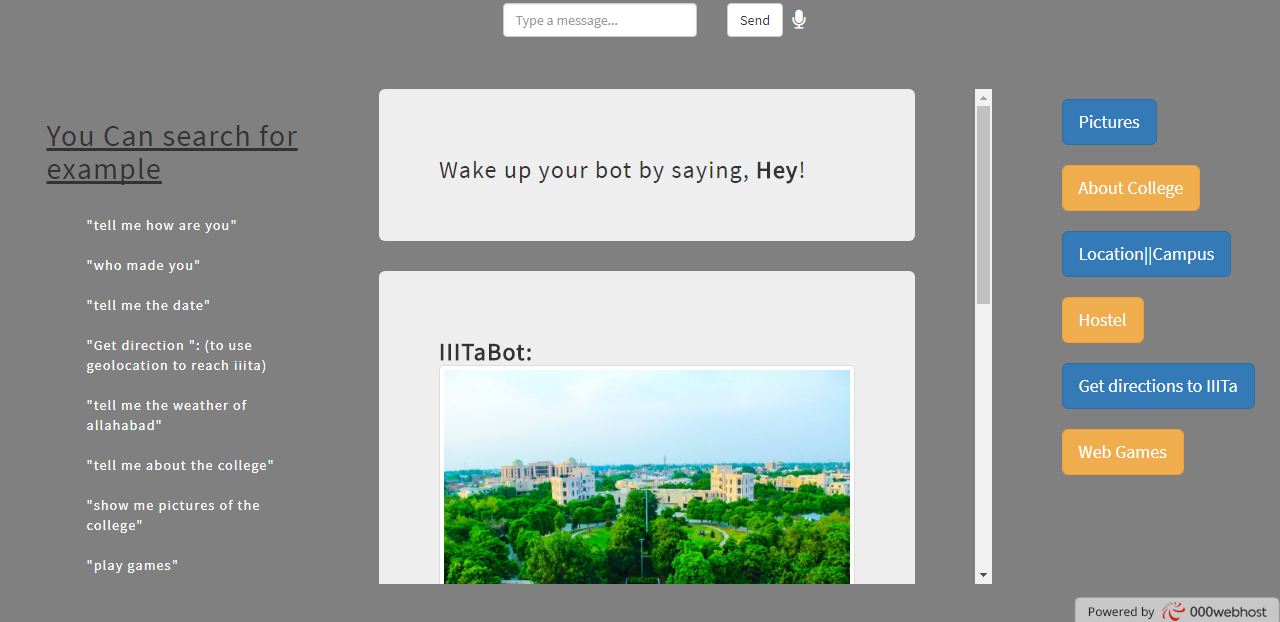 Type a message...
Send
You Can search for
example
"tell me how are you"
"who made you"
"tell me the date"
"Get direction ": (to use
geolocation to reach iiita)
"tell me the weather of
allahabad"
"tell me about the college"
"show me pictures of the
college"
"play games"
Wake up your bot by saying, Hey!
IIITaBot:
Pictures
About College
Location||Campus
Hostel
Get directions to IIITa
Web Games
Powered by 000webhost